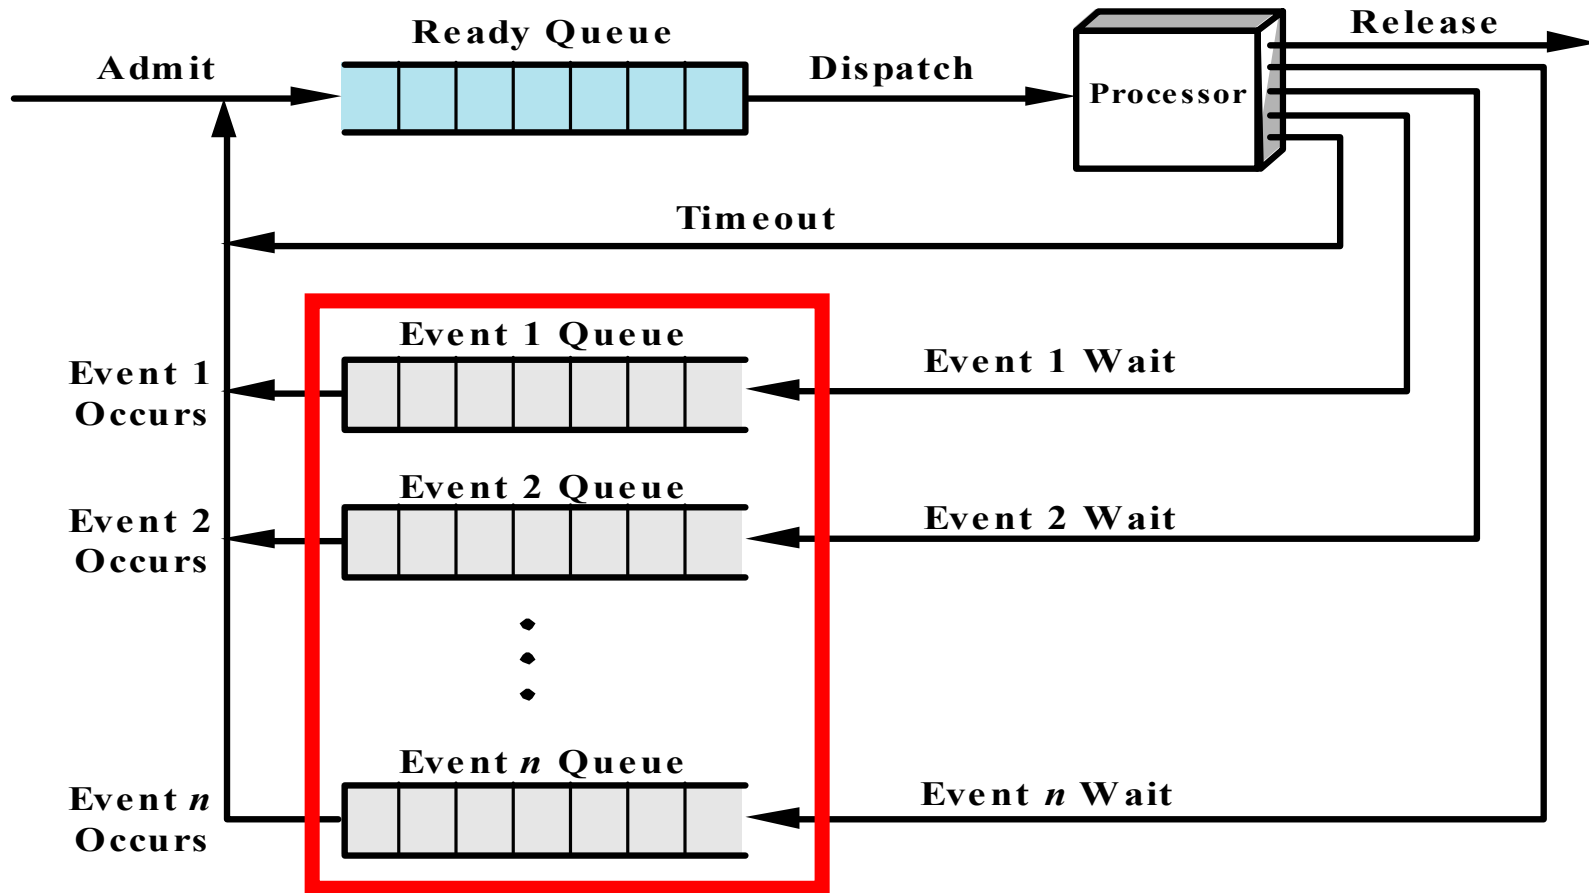 Ready Queue
Release
Admit
Dispatch
Processor
Timeout
Event 1 Queue
Event 1
Occurs
Event 1 Wait
Event 2 Queue
Event 2
Occurs
Event 2 Wait
Event n Queue
Event n
Occurs
Event n Wait